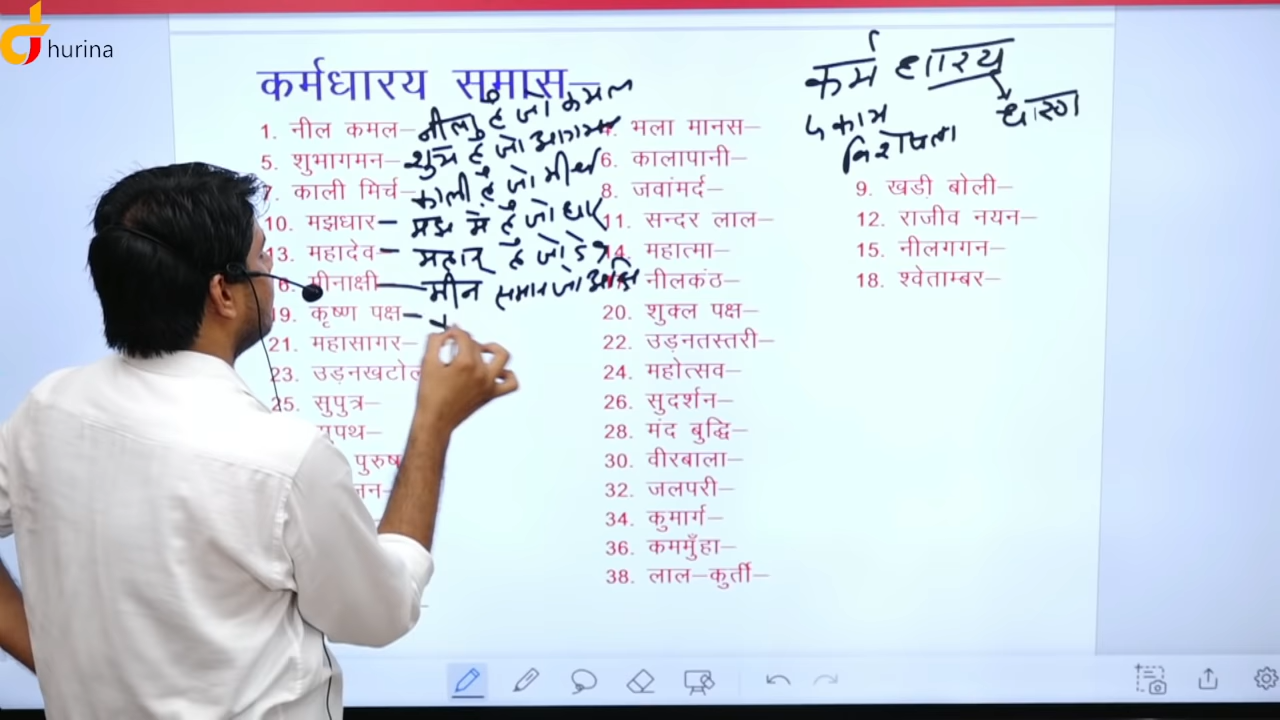 hurina
कर्मधारय समास–
कर्म धारय
काम
विशेषता
धारण
1. नील कमल– नील है जो कमल
4. भला मानस–
5. शुभागमन– शुभ है जो आगमन
6. कालापानी–
7. काली मिर्च– काली है जो मीर्च
8. जवांमर्द–
9. खडी बोली–
10. मझधार– मझ में है जो धार
11. सन्दर लाल–
12. राजीव नयन–
13. महादेव– महान् है जो देव
14. महात्मा–
15. नीलगगन–
मीनाक्षी– मीन समान जो अक्षि
नीलकंठ–
18. श्वेताम्बर–
19. कृष्ण पक्ष–
20. शुक्ल पक्ष–
21. महासागर–
22. उड़नतस्तरी–
23.
24. महोत्सव–
25. सुपुत्र–
26. सुदर्शन–
28. मंद बुद्धि–
पुरुष
30. वीरबाला–
32. जलपरी–
34. कुमार्ग–
36. कममुँहा–
38. लाल–कुर्ती–